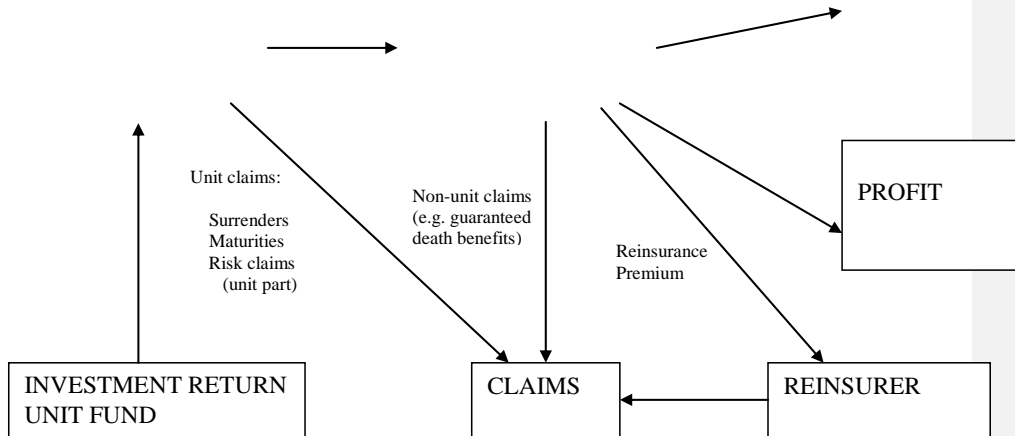 Unit claims:
Surrenders
Maturities
Risk claims
(unit part)
Non-unit claims
(e.g. guaranteed
death benefits)
Reinsurance
Premium
PROFIT
INVESTMENT RETURN
UNIT FUND
CLAIMS
REINSURER